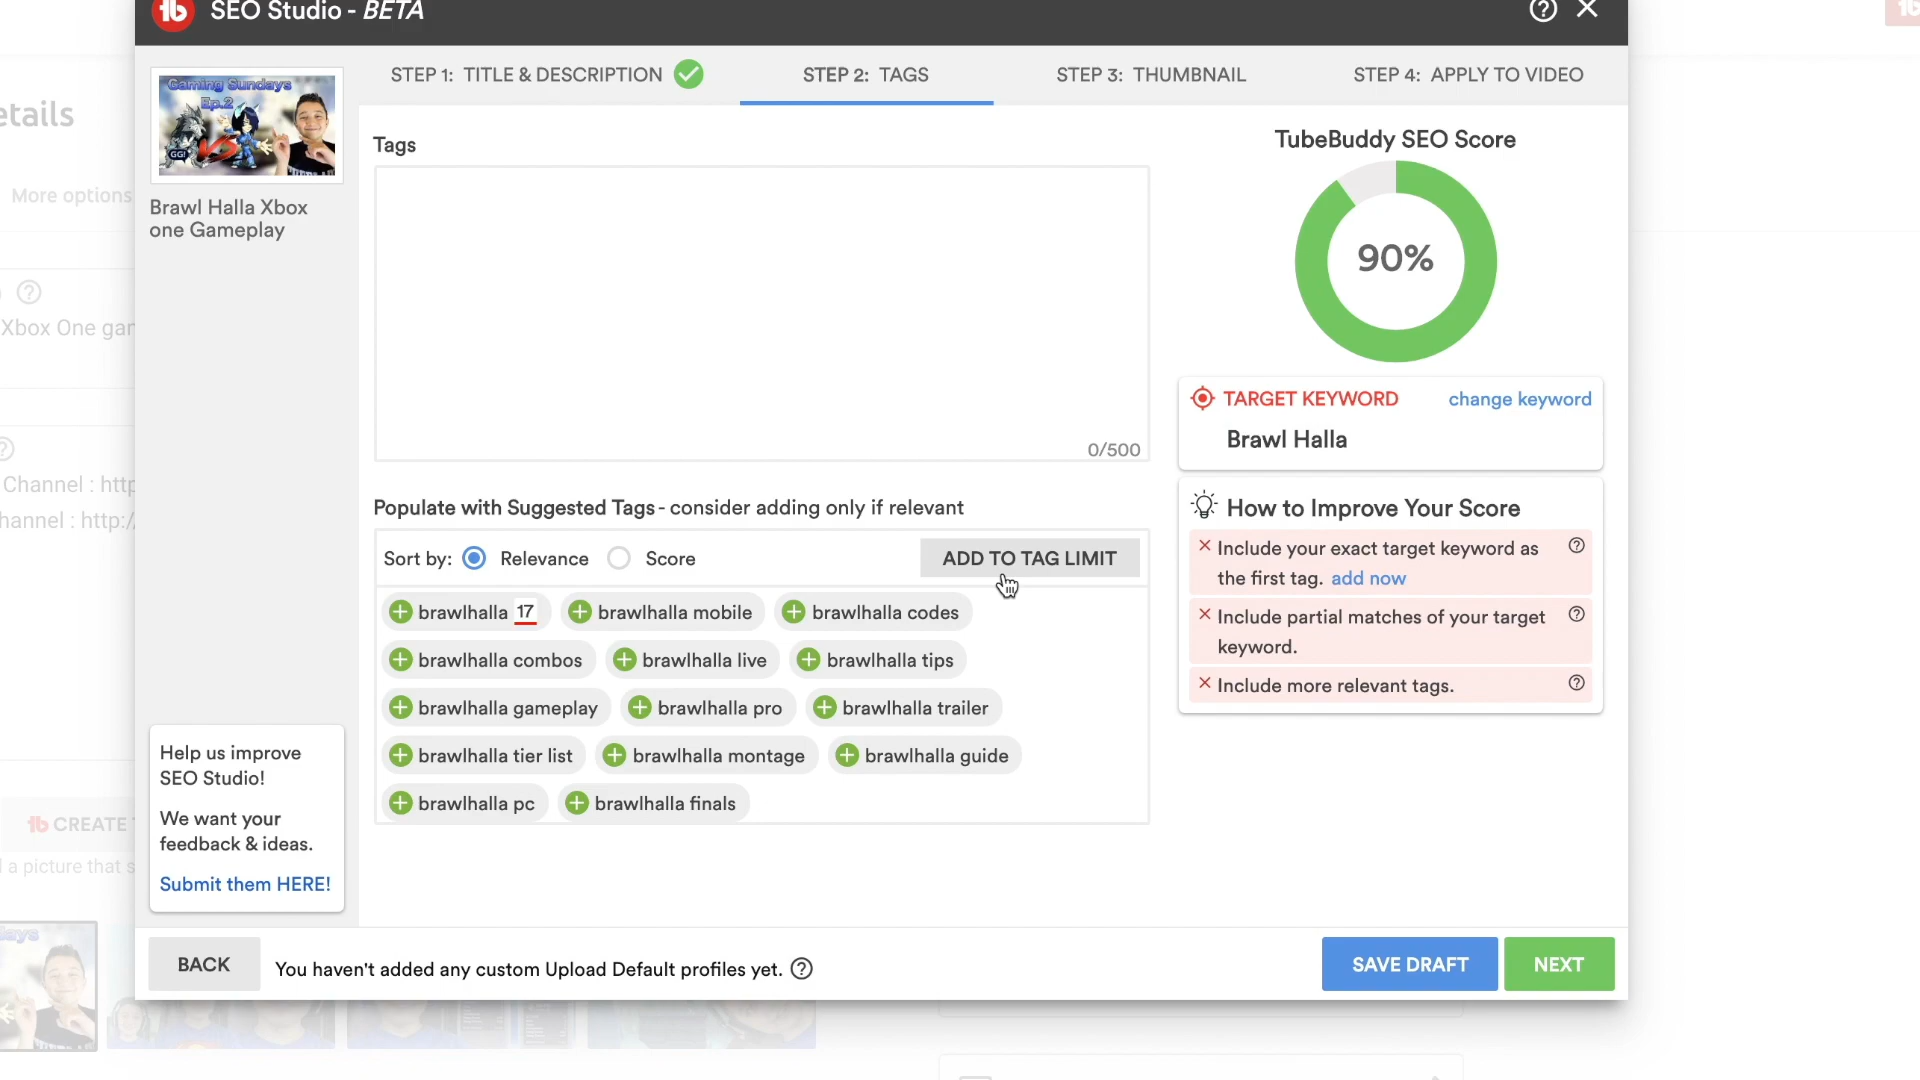 SEO Studio - BETA
STEP 1: TITLE & DESCRIPTION
STEP 2: TAGS
STEP 3: THUMBNAIL
STEP 4: APPLY TO VIDEO
Gaming Sundays
Ep.2
GG!
VS
Brawl Halla Xbox
one Gameplay
etails
More options
Xbox One gam
Channel : http
hannel : http:/
CREATE
a picture that s
Tags
0/500
Populate with Suggested Tags - consider adding only if relevant
Sort by: Relevance Score
ADD TO TAG LIMIT
brawlhalla 17 brawlhalla mobile brawlhalla codes
brawlhalla combos brawlhalla live brawlhalla tips
brawlhalla gameplay brawlhalla pro brawlhalla trailer
brawlhalla tier list brawlhalla montage brawlhalla guide
brawlhalla pc brawlhalla finals
TubeBuddy SEO Score
90%
TARGET KEYWORD change keyword
Brawl Halla
How to Improve Your Score
Include your exact target keyword as
the first tag. add now
Include partial matches of your target
keyword.
Include more relevant tags.
Help us improve
SEO Studio!
We want your
feedback & ideas.
Submit them HERE!
BACK
You haven't added any custom Upload Default profiles yet.
SAVE DRAFT
NEXT